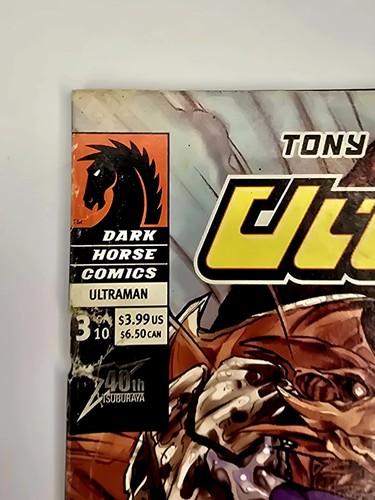 TONY
DARK
HORSE
COMICS
ULTRAMAN
3 OF 10
$3.99 US
$6.50 CAN
40th
TSUBURAYA